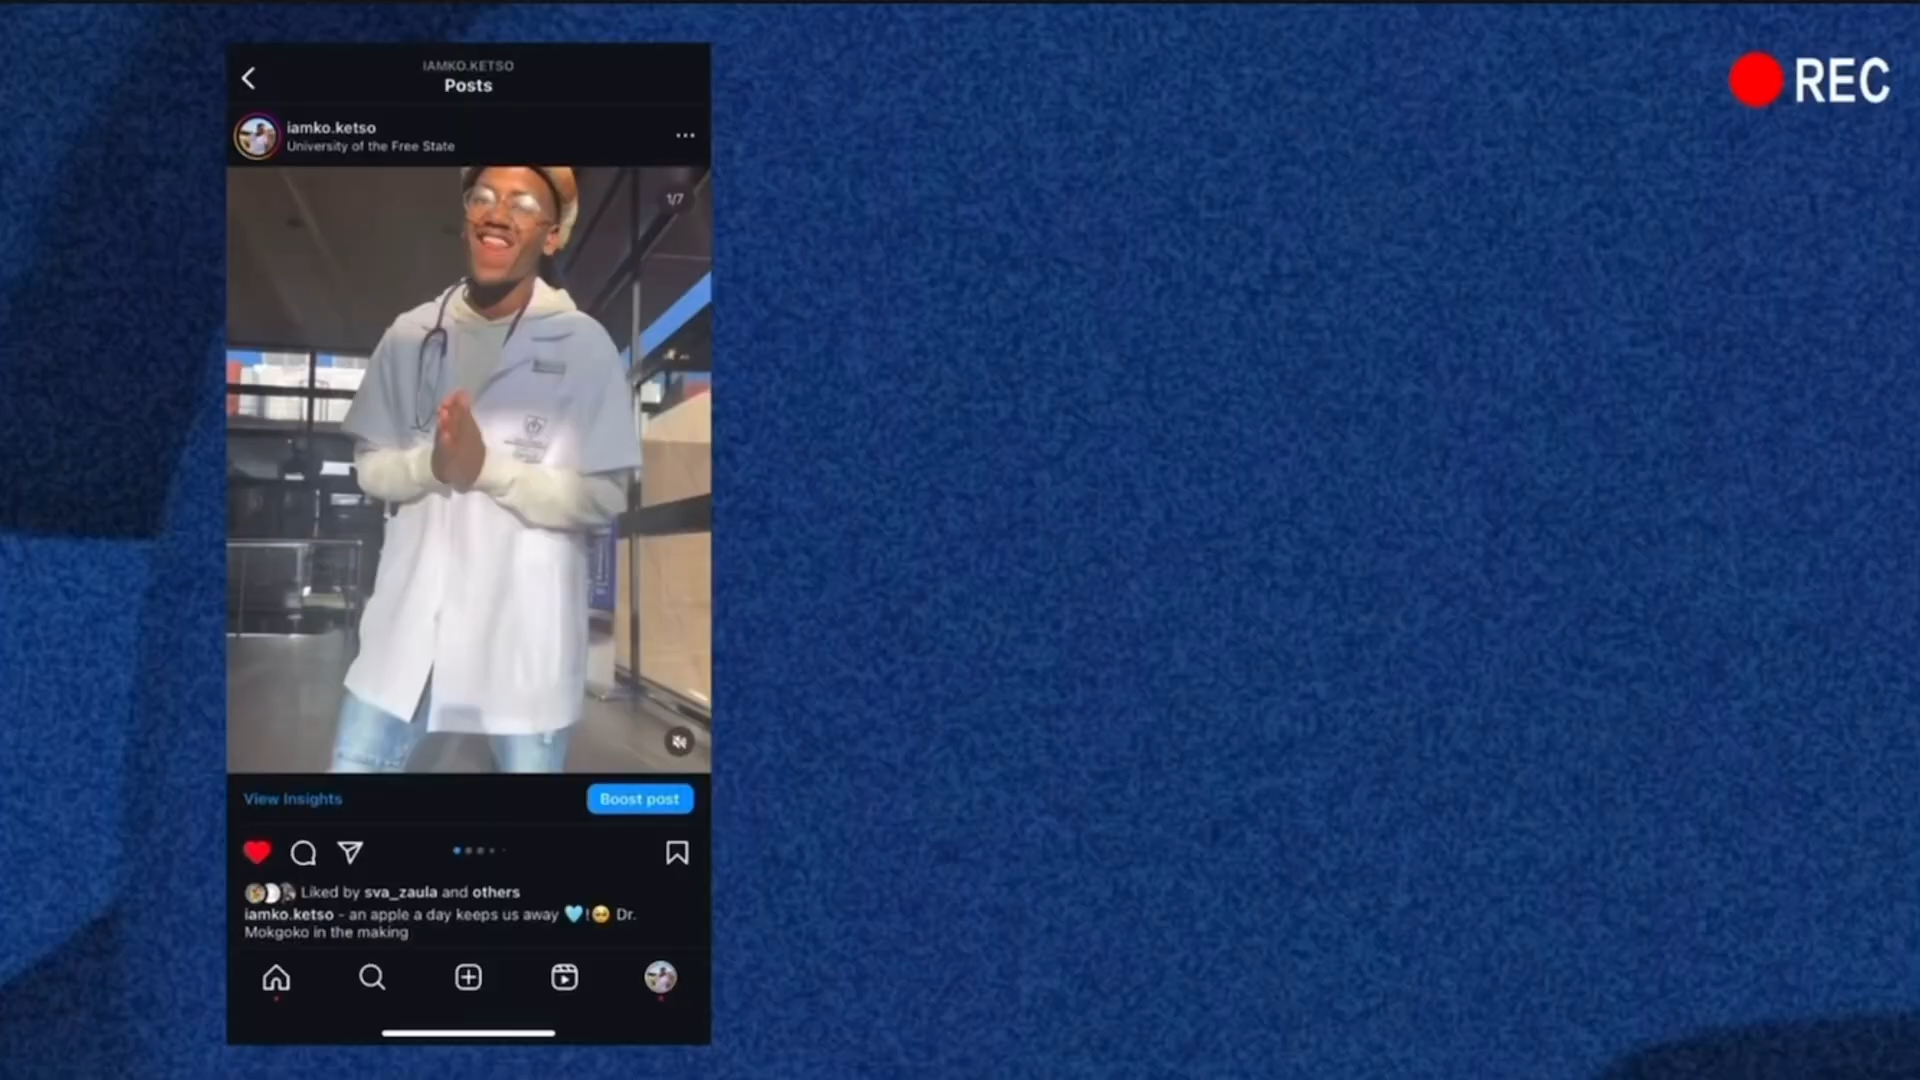 IAMKO.KETSO
Posts
iamko.ketso
University of the Free State
1/7
REC
View Insights
Boost post
Liked by sva_zaula and others
iamko.ketso - an apple a day keeps us away 🩵!🥺 Dr.
Mokgoko in the making